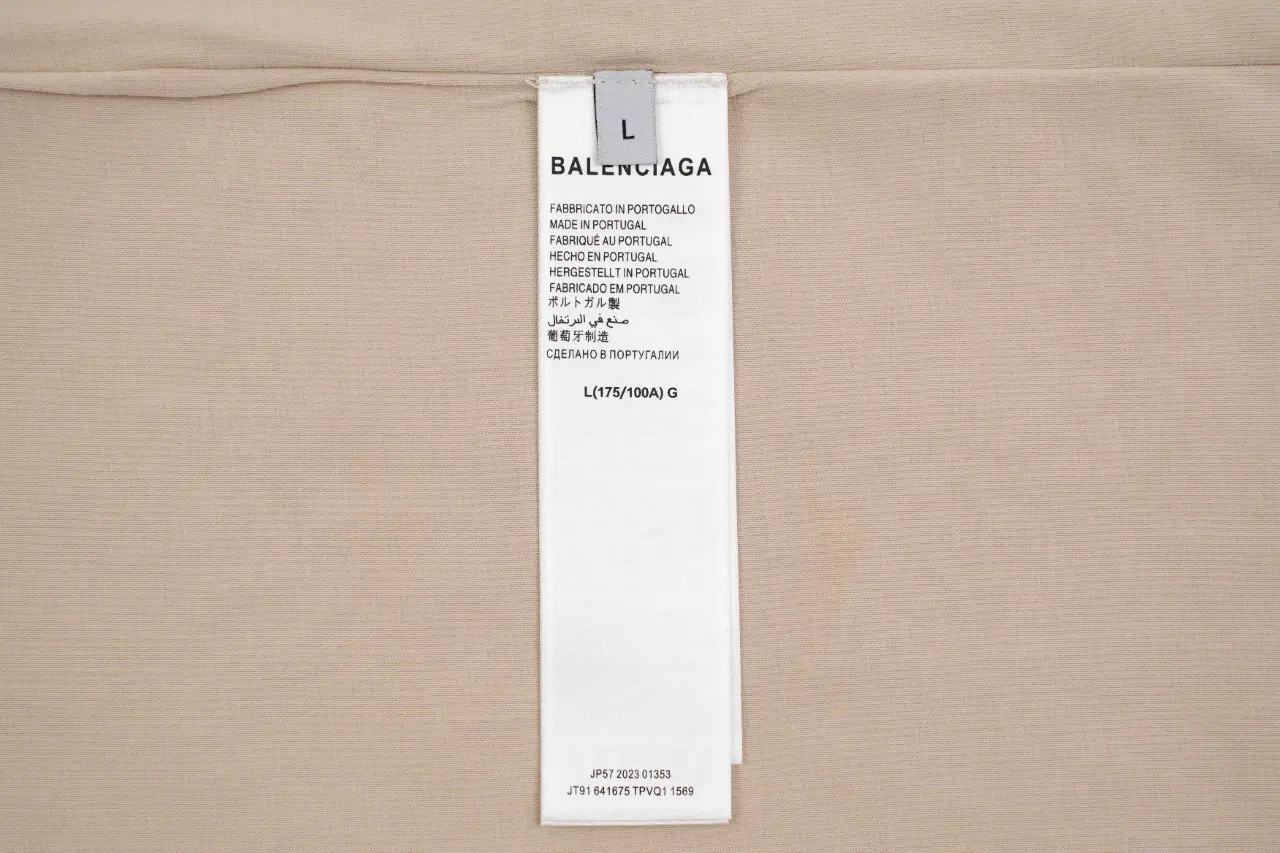 L
BALENCIAGA
FABBRICATO IN PORTOGALLO
MADE IN PORTUGAL
FABRIQUÉ AU PORTUGAL
HECHO EN PORTUGAL
HERGESTELLT IN PORTUGAL
FABRICADO EM PORTUGAL
ポルトガル製
صنع في البرتغال
葡萄牙制造
СДЕЛАНО В ПОРТУГАЛИИ
L(175/100A) G
JP57 2023 01353
JT91 641675 TPVQ1 1569